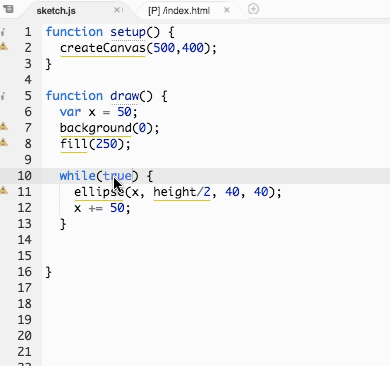 sketch.js × [P] /index.html ×
1 function setup() {
2 createCanvas(500,400);
3 }
4
5 function draw() {
6 var x = 50;
7 background(0);
8 fill(250);
9
10 while(true) {
11 ellipse(x, height/2, 40, 40);
12 x += 50;
13 }
14
15
16 }
17
18
19
20
21
22